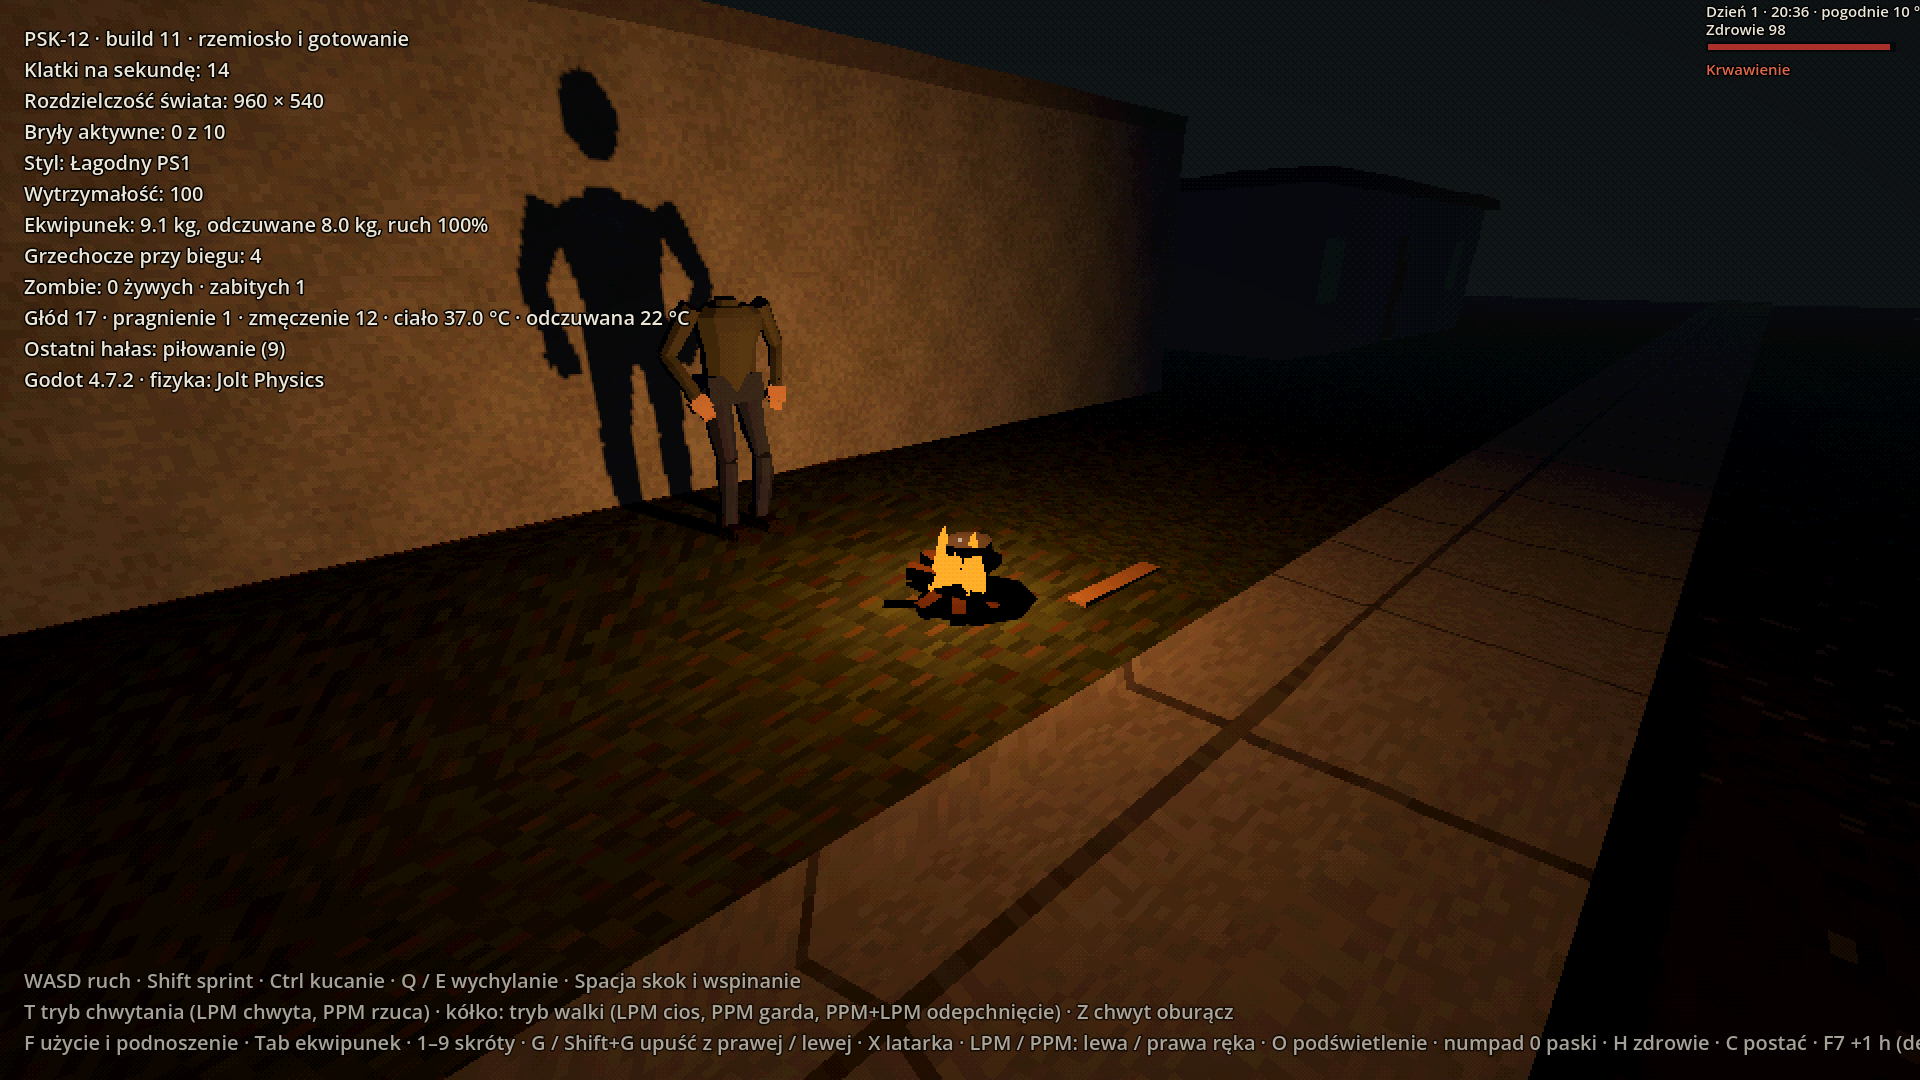 PSK-12 · build 11 · rzemiosło i gotowanie
Klatki na sekundę: 14
Rozdzielczość świata: 960 × 540
Bryły aktywne: 0 z 10
Styl: Łagodny PS1
Wytrzymałość: 100
Ekwipunek: 9.1 kg, odczuwane 8.0 kg, ruch 100%
Grzechocze przy biegu: 4
Zombie: 0 żywych · zabitych 1
Głód 17 · pragnienie 1 · zmęczenie 12 · ciało 37.0 °C · odczuwana 22 °C
Ostatni hałas: piłowanie (9)
Godot 4.7.2 · fizyka: Jolt Physics
Dzień 1 · 20:36 · pogodnie 10 °
Zdrowie 98
Krwawienie
WASD ruch · Shift sprint · Ctrl kucanie · Q / E wychylanie · Spacja skok i wspinanie
T tryb chwytania (LPM chwyta, PPM rzuca) · kółko: tryb walki (LPM cios, PPM garda, PPM+LPM odepchnięcie) · Z chwyt oburącz
F użycie i podnoszenie · Tab ekwipunek · 1–9 skróty · G / Shift+G upuść z prawej / lewej · X latarka · LPM / PPM: lewa / prawa ręka · O podświetlenie · numpad 0 paski · H zdrowie · C postać · F7 +1 h